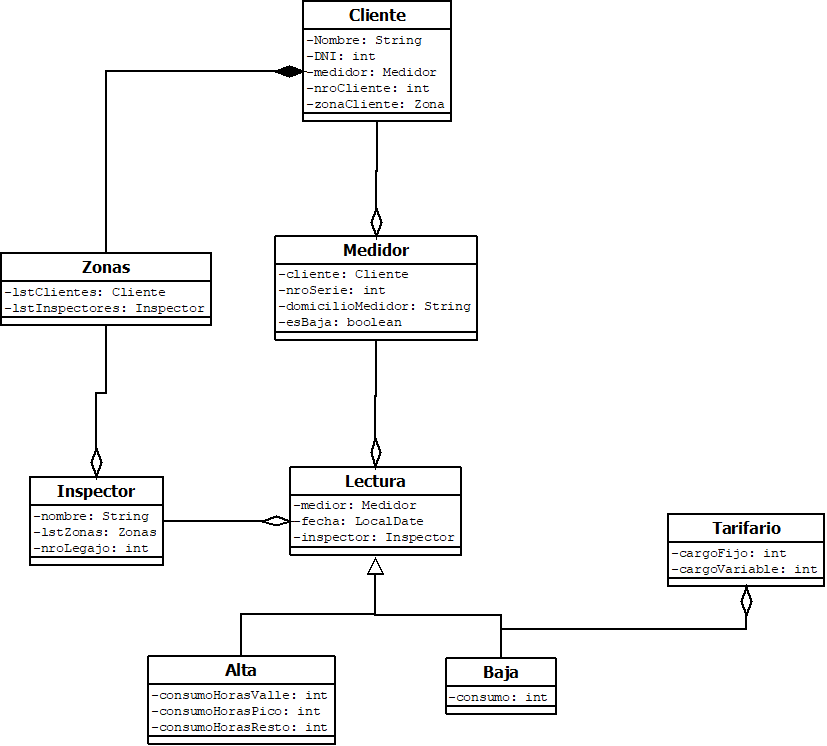 Cliente
-Nombre: String
-DNI: int
-medidor: Medidor
-nroCliente: int
-zonaCliente: Zona
Zonas
-lstClientes: Cliente
-lstInspectores: Inspector
Medidor
-cliente: Cliente
-nroSerie: int
-domicilioMedidor: String
-esBaja: boolean
Inspector
-nombre: String
-lstZonas: Zonas
-nroLegajo: int
Lectura
-medior: Medidor
-fecha: LocalDate
-inspector: Inspector
Tarifario
-cargoFijo: int
-cargoVariable: int
Alta
-consumoHorasValle: int
-consumoHorasPico: int
-consumoHorasResto: int
Baja
-consumo: int